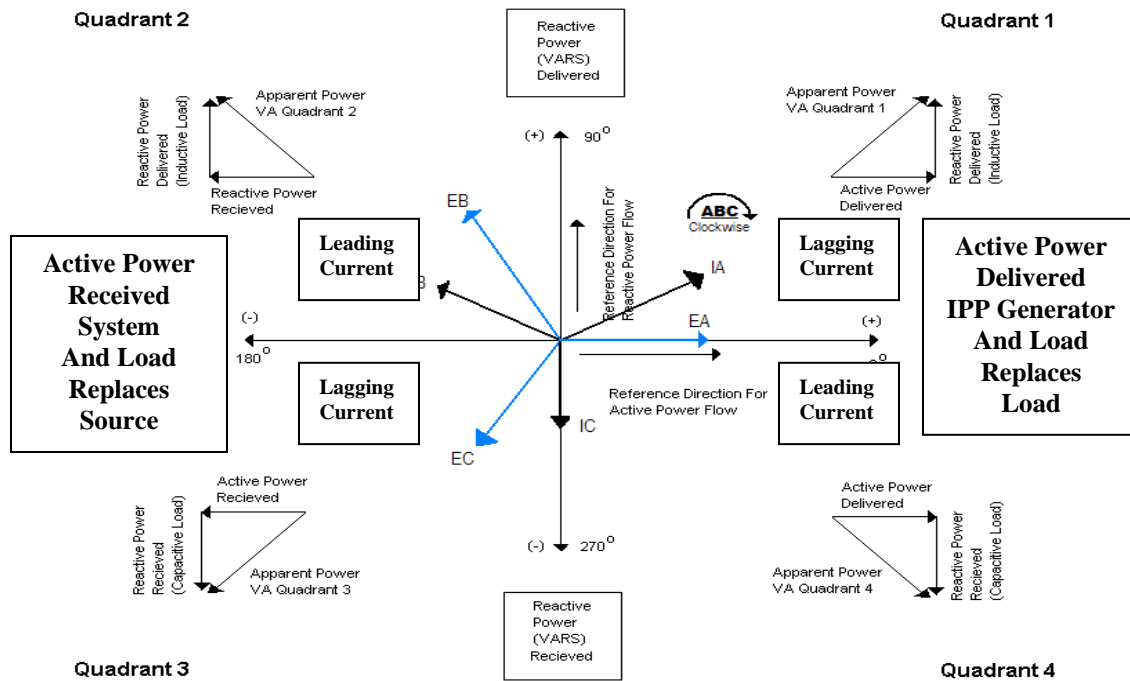 Quadrant 2
Quadrant 1
Reactive
Power
(VARS)
Delivered
Reactive Power
Delivered
(Inductive Load)
Apparent Power
VA Quadrant 2
Reactive Power
Recieved
Apparent Power
VA Quadrant 1
Reactive Power
Delivered
(Inductive Load)
Active Power
Delivered
(+)
90°
EB
Leading
Current
B
Reference Direction For
Reactive Power Flow
ABC
Clockwise
IA
Lagging
Current
Active Power
Received
System
And Load
Replaces
Source
Active Power
Delivered
IPP Generator
And Load
Replaces
Load
(-)
180°
EA
(+)
Lagging
Current
Reference Direction For
Active Power Flow
Leading
Current
IC
EC
Active Power
Recieved
Reactive Power
Recieved
(Capacitive Load)
Apparent Power
VA Quadrant 3
(-)
270°
Active Power
Delivered
Apparent Power
VA Quadrant 4
Reactive Power
Recieved
(Capacitive Load)
Reactive
Power
(VARS)
Recieved
Quadrant 3
Quadrant 4